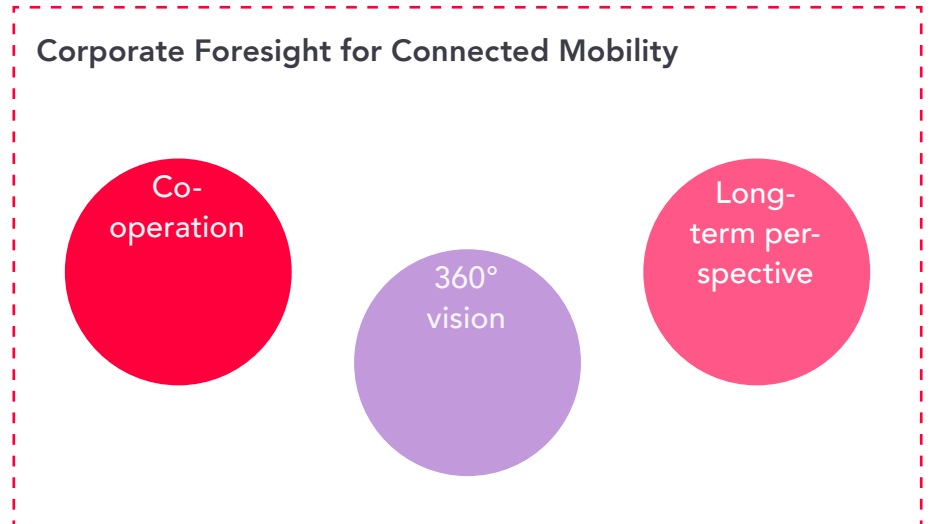 Corporate Foresight for Connected Mobility
Co-
operation
360°
vision
Long-
term per-
spective